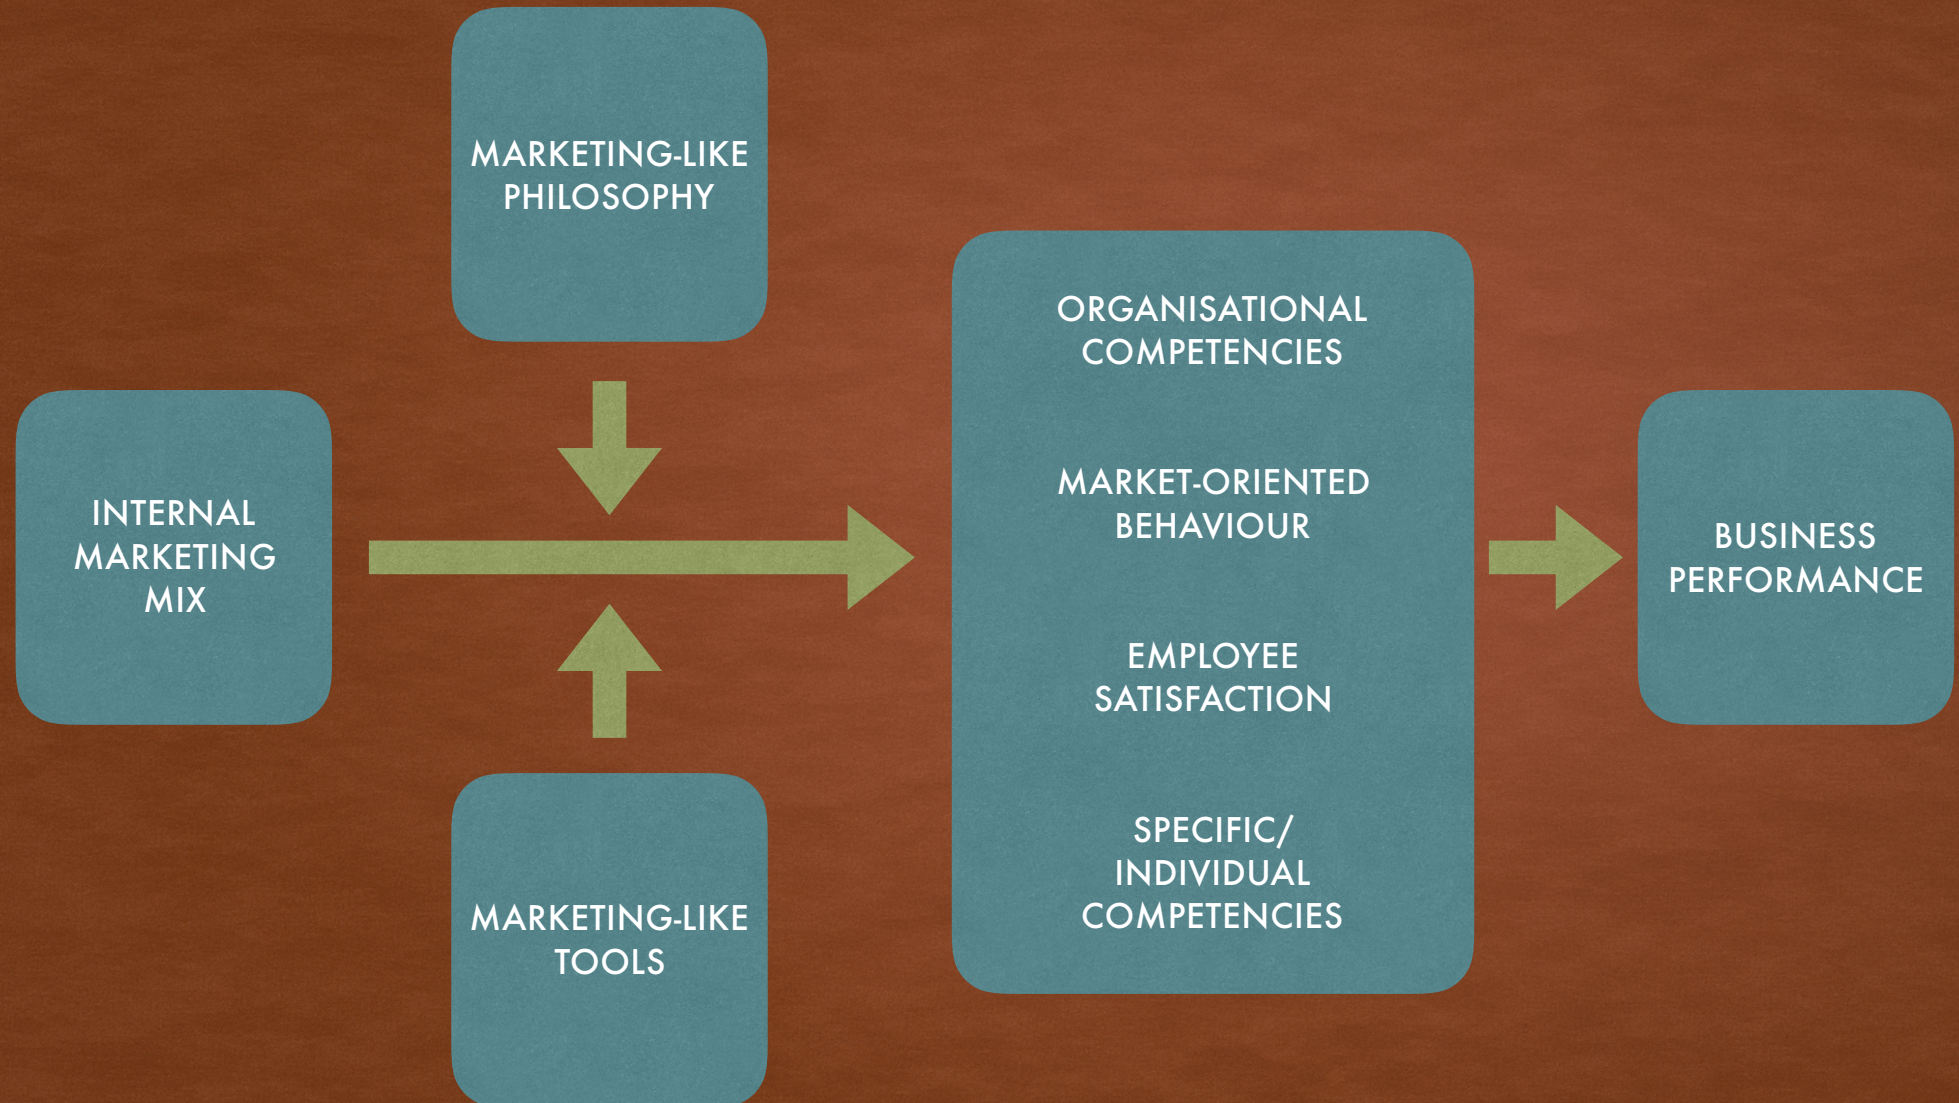 MARKETING-LIKE
PHILOSOPHY
INTERNAL
MARKETING
MIX
MARKETING-LIKE
TOOLS
ORGANISATIONAL
COMPETENCIES
MARKET-ORIENTED
BEHAVIOUR
EMPLOYEE
SATISFACTION
SPECIFIC/
INDIVIDUAL
COMPETENCIES
BUSINESS
PERFORMANCE